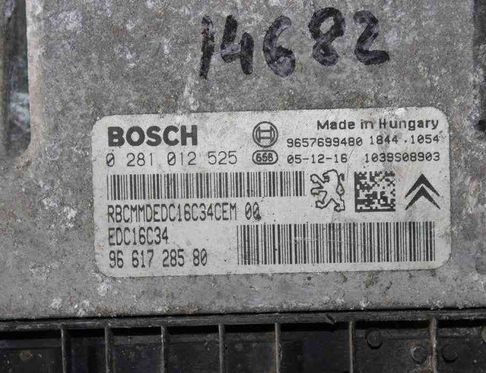 14682
BOSCH Made in Hungary
9657699480 1844.1054
0 281 012 525 668 05-12-16 1039S08903
RBCMMDEDC16C34CEM 00
EDC16C34
96 617 285 80